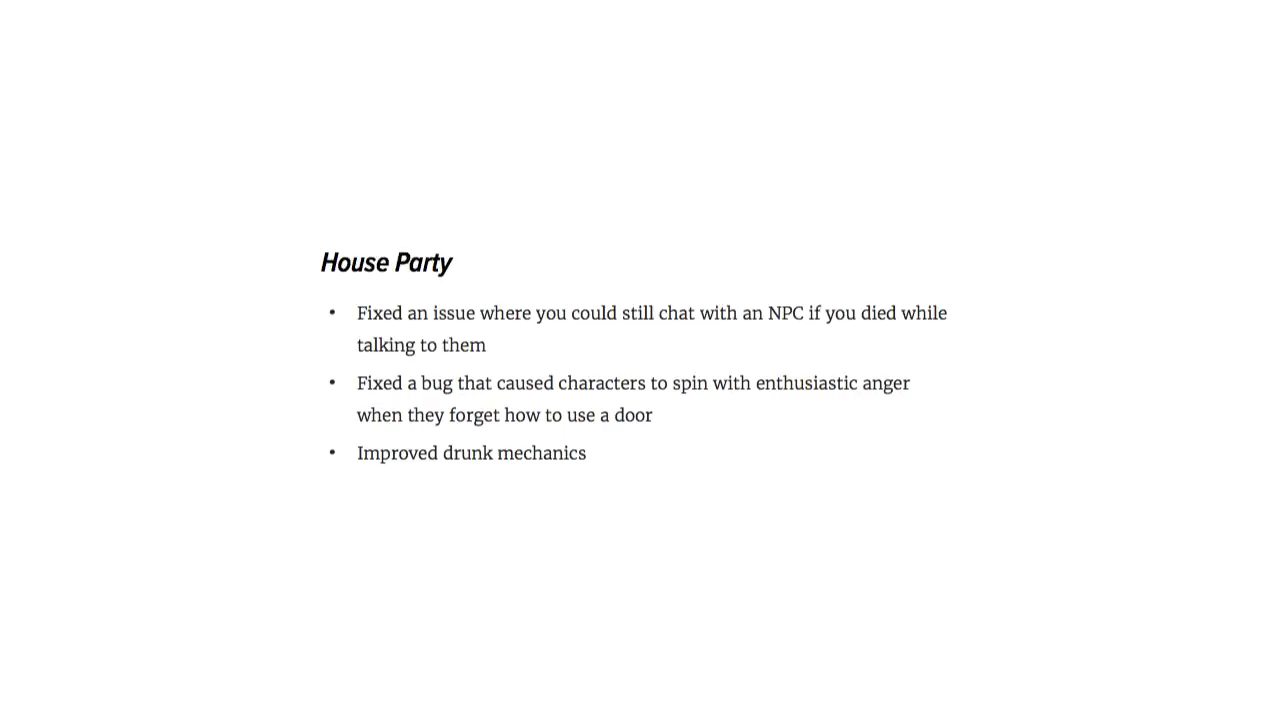 House Party
• Fixed an issue where you could still chat with an NPC if you died while
talking to them
• Fixed a bug that caused characters to spin with enthusiastic anger
when they forget how to use a door
• Improved drunk mechanics